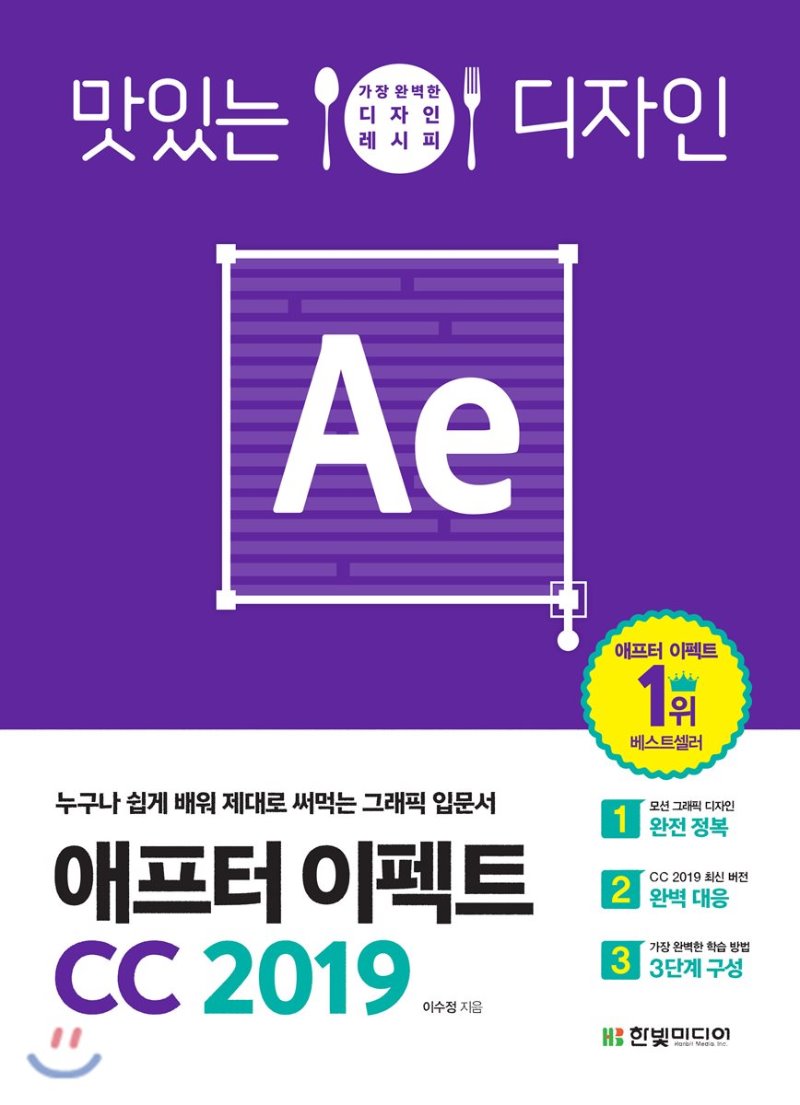 맛있는 디자인
가장 완벽한
디자인
레시피
Ae
애프터 이펙트
1위
베스트셀러
누구나 쉽게 배워 제대로 써먹는 그래픽 입문서
애프터 이펙트
CC 2019
이수정 지음
1 모션 그래픽 디자인
완전 정복
2 CC 2019 최신 버전
완벽 대응
3 가장 완벽한 학습 방법
3단계 구성
HB 한빛미디어
Hanbit Media, Inc.